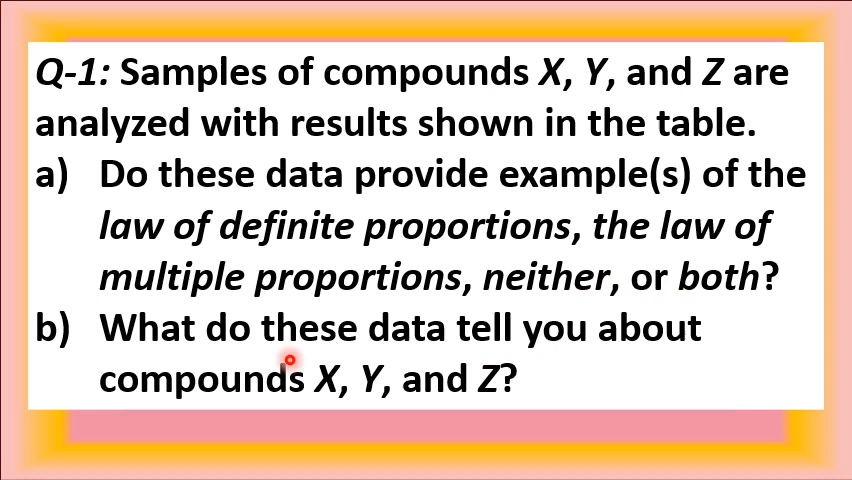 Q-1: Samples of compounds X, Y, and Z are
analyzed with results shown in the table.
a) Do these data provide example(s) of the
law of definite proportions, the law of
multiple proportions, neither, or both?
b) What do these data tell you about
compounds X, Y, and Z?